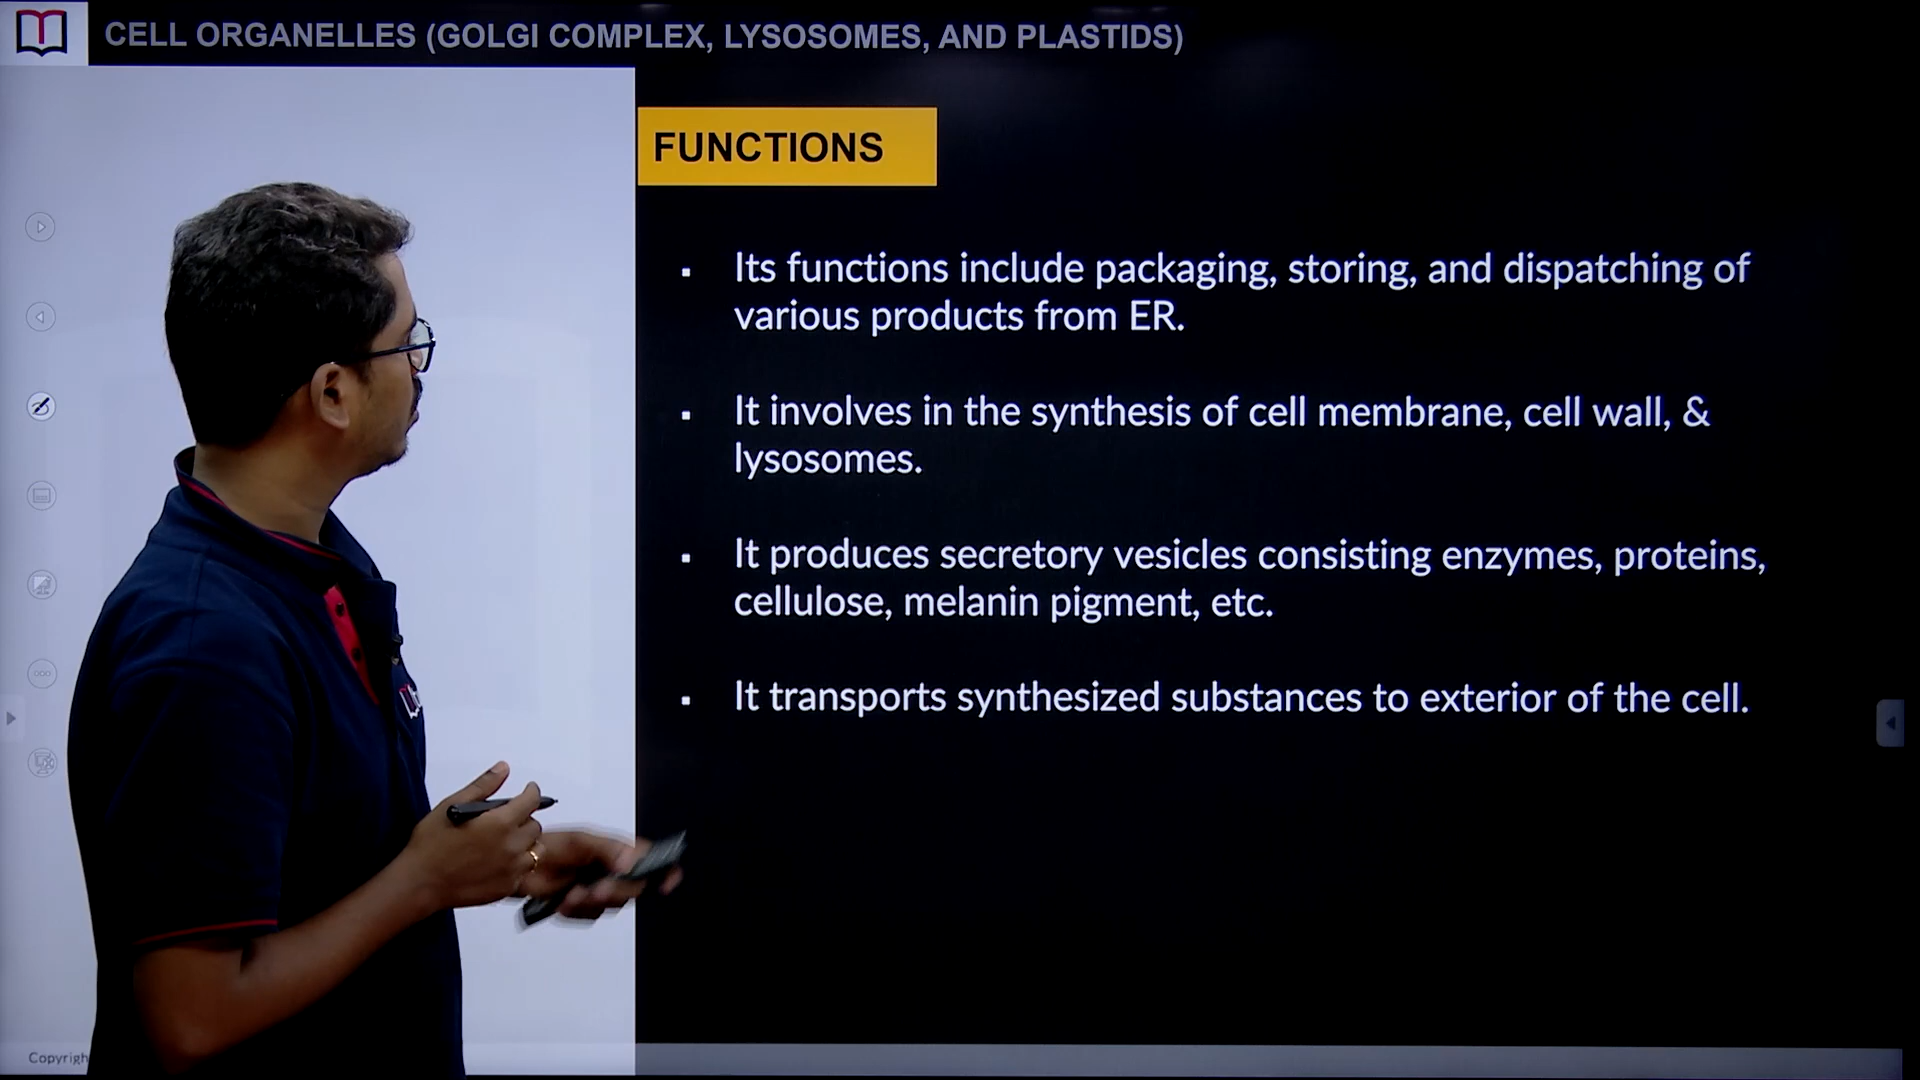 CELL ORGANELLES (GOLGI COMPLEX, LYSOSOMES, AND PLASTIDS)
FUNCTIONS
▪ Its functions include packaging, storing, and dispatching of
various products from ER.
▪ It involves in the synthesis of cell membrane, cell wall, &
lysosomes.
▪ It produces secretory vesicles consisting enzymes, proteins,
cellulose, melanin pigment, etc.
▪ It transports synthesized substances to exterior of the cell.
Copyrigh